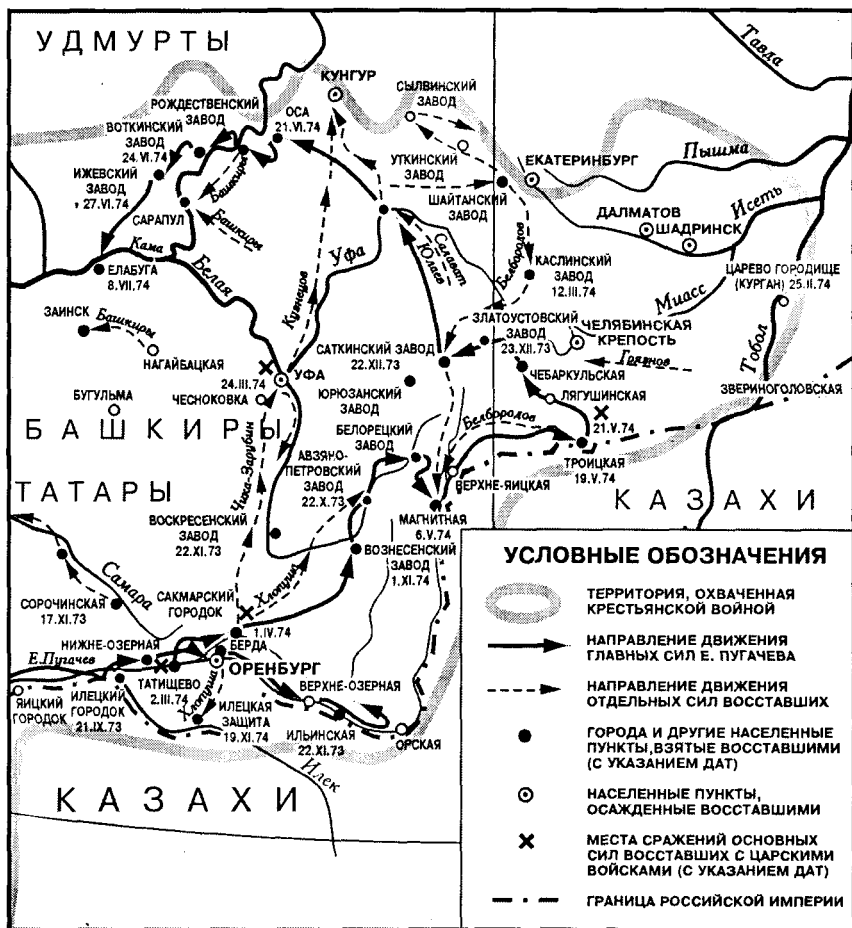 УДМУРТЫ
КУНГУР
СЫЛВИНСКИЙ
ЗАВОД
Тавда
РОЖДЕСТВЕНСКИЙ
ЗАВОД
ОСА
21.VI.74
ВОТКИНСКИЙ
ЗАВОД
24.VI.74
УТКИНСКИЙ
ЗАВОД
ЕКАТЕРИНБУРГ
Пышма
ИЖЕВСКИЙ
ЗАВОД
27.VI.74
Башкиры
ШАЙТАНСКИЙ
ЗАВОД
ДАЛМАТОВ
ШАДРИНСК
Исеть
САРАПУЛ
Башкиры
Кама
Уфа
Салават
Юлаев
Белбородов
КАСЛИНСКИЙ
ЗАВОД
12.III.74
ЦАРЕВО ГОРОДИЩЕ
(КУРГАН) 25.II.74
Миасс
ЕЛАБУГА
8.VII.74
Белая
Кузнецов
ЗЛАТОУСТОВСКИЙ
ЗАВОД
23.XII.73
ЧЕЛЯБИНСКАЯ
КРЕПОСТЬ
Тобол
ЗАИНСК
Башкиры
НАГАЙБАЦКАЯ
САТКИНСКИЙ ЗАВОД
22.XII.73
Грязнов
24.III.74
УФА
ЧЕСНОКОВКА
ЧЕБАРКУЛЬСКАЯ
ЗВЕРИНОГОЛОВСКАЯ
БУГУЛЬМА
ЮРЮЗАНСКИЙ
ЗАВОД
ЛЯГУШИНСКАЯ
21.V.74
БАШКИРЫ
БЕЛОРЕЦКИЙ
ЗАВОД
Белбородов
АВЗЯНО-
ПЕТРОВСКИЙ
ЗАВОД
22.X.73
ТРОИЦКАЯ
19.V.74
ВЕРХНЕ-ЯИЦКАЯ
КАЗАХИ
ТАТАРЫ
Чика-Зарубин
ВОСКРЕСЕНСКИЙ
ЗАВОД
22.XI.73
МАГНИТНАЯ
6.V.74
ВОЗНЕСЕНСКИЙ
ЗАВОД
1.XI.74
Самара
САКМАРСКИЙ
ГОРОДОК
Хлопуша
СОРОЧИНСКАЯ
17.XI.73
1.IV.74
НИЖНЕ-ОЗЕРНАЯ
БЕРДА
Е.Пугачев
ОРЕНБУРГ
ТАТИЩЕВО
2.III.74
ВЕРХНЕ-ОЗЕРНАЯ
ЯИЦКИЙ
ГОРОДОК
ИЛЕЦКИЙ
ГОРОДОК
21.IX.73
Хлопуша
ИЛЕЦКАЯ
ЗАЩИТА
19.XI.74
ИЛЬИНСКАЯ
22.XI.73
ОРСКАЯ
Илек
КАЗАХИ
УСЛОВНЫЕ ОБОЗНАЧЕНИЯ
ТЕРРИТОРИЯ, ОХВАЧЕННАЯ
КРЕСТЬЯНСКОЙ ВОЙНОЙ
НАПРАВЛЕНИЕ ДВИЖЕНИЯ
ГЛАВНЫХ СИЛ Е. ПУГАЧЕВА
НАПРАВЛЕНИЕ ДВИЖЕНИЯ
ОТДЕЛЬНЫХ СИЛ ВОССТАВШИХ
ГОРОДА И ДРУГИЕ НАСЕЛЕННЫЕ
ПУНКТЫ,ВЗЯТЫЕ ВОССТАВШИМИ
(С УКАЗАНИЕМ ДАТ)
НАСЕЛЕННЫЕ ПУНКТЫ,
ОСАЖДЕННЫЕ ВОССТАВШИМИ
МЕСТА СРАЖЕНИЙ ОСНОВНЫХ
СИЛ ВОССТАВШИХ С ЦАРСКИМИ
ВОЙСКАМИ (С УКАЗАНИЕМ ДАТ)
ГРАНИЦА РОССИЙСКОЙ ИМПЕРИИ